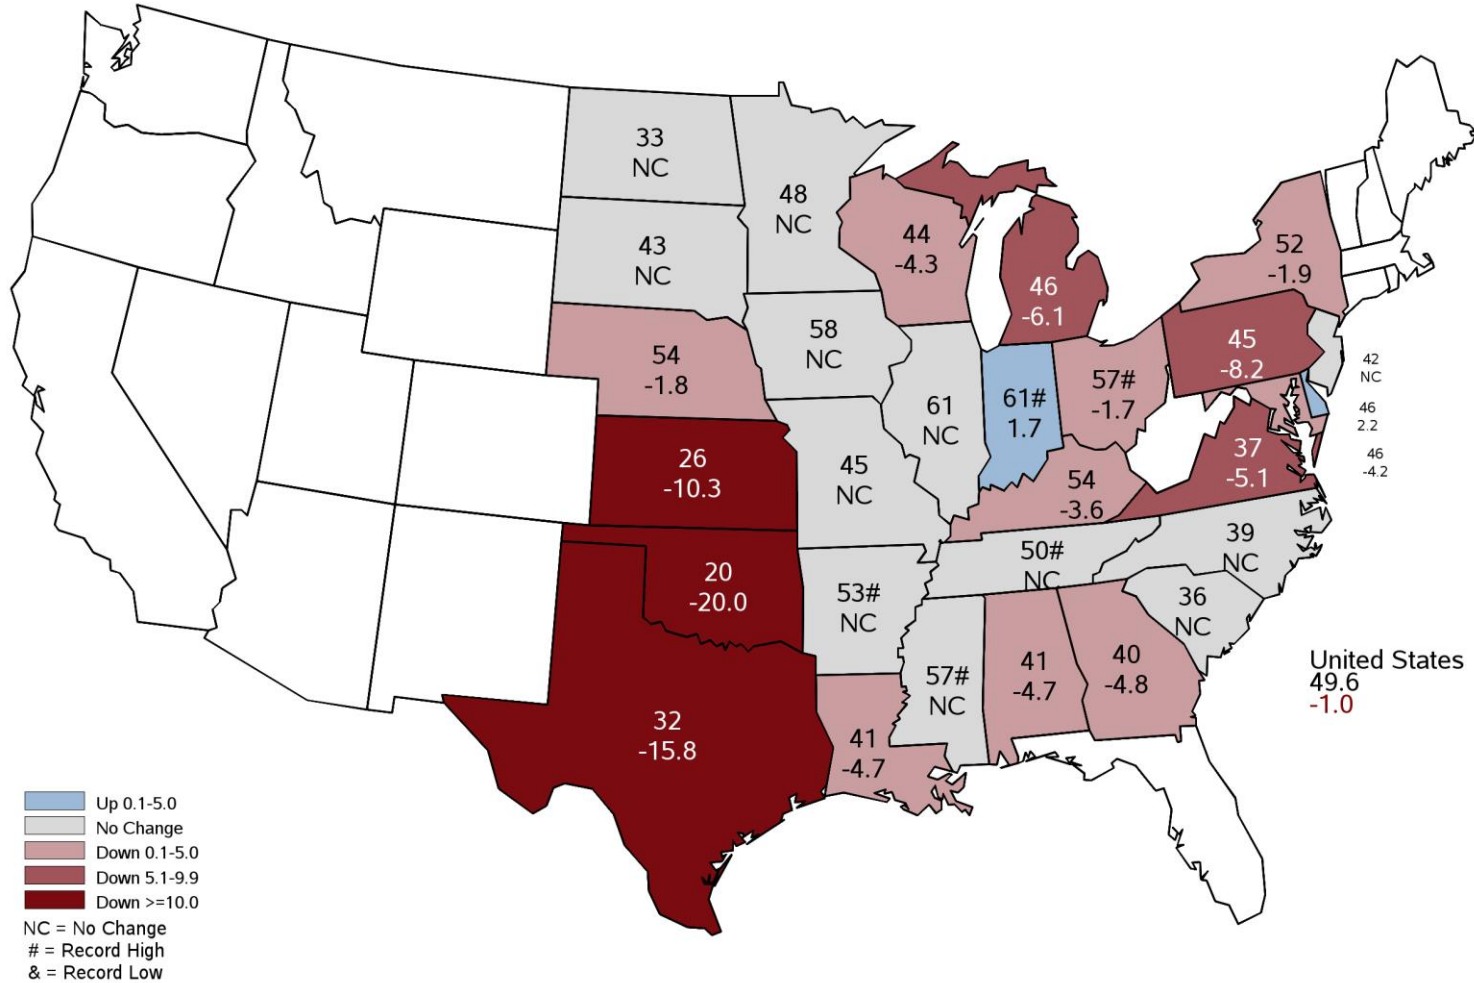 33
NC
48
NC
43
NC
44
-4.3
46
-6.1
52
-1.9
58
NC
54
-1.8
45
-8.2
42
NC
57#
-1.7
61#
1.7
61
NC
46
2.2
46
-4.2
37
-5.1
26
-10.3
45
NC
54
-3.6
39
NC
50#
NC
20
-20.0
53#
NC
36
NC
40
-4.8
41
-4.7
57#
NC
32
-15.8
41
-4.7
United States
49.6
-1.0
Up 0.1-5.0
No Change
Down 0.1-5.0
Down 5.1-9.9
Down >=10.0
NC = No Change
# = Record High
& = Record Low